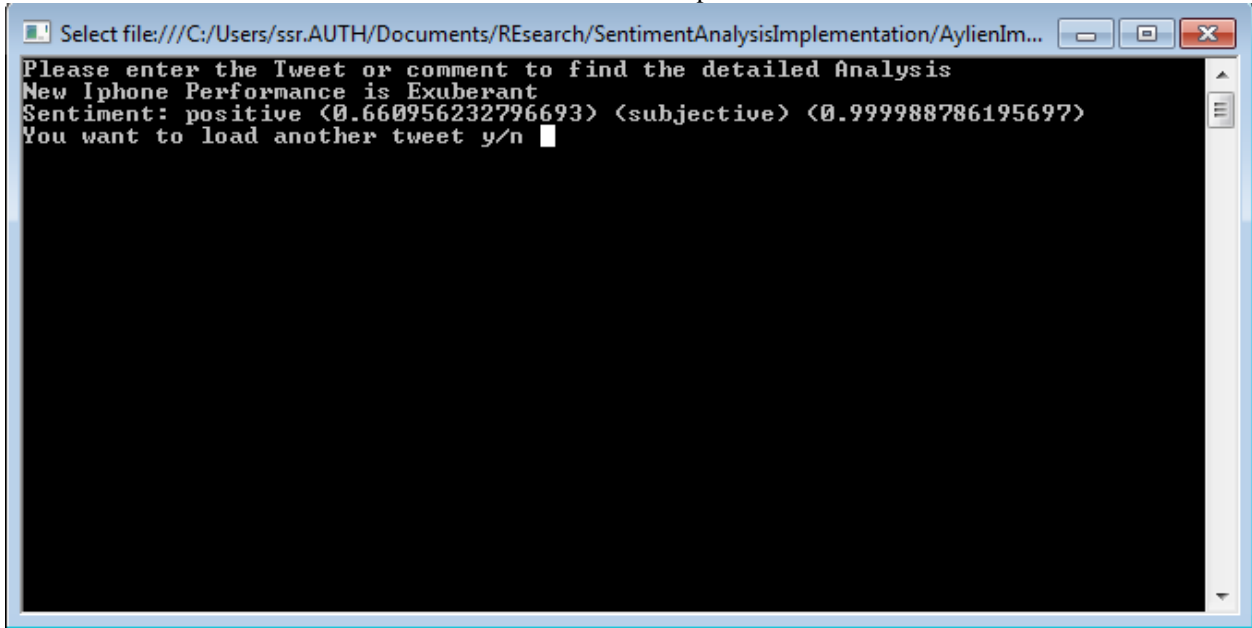 Select file:///C:/Users/ssr.AUTH/Documents/REsearch/SentimentAnalysisImplementation/AylienIm...
Please enter the Tweet or comment to find the detailed Analysis
New Iphone Performance is Exuberant
Sentiment: positive (0.660956232796693) (subjective) (0.999988786195697)
You want to load another tweet y/n